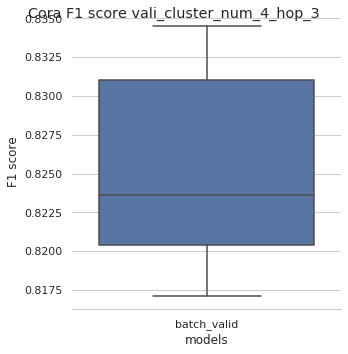 Cora F1 score vali_cluster_num_4_hop_3
0.8350
0.8325
0.8300
0.8275
0.8250
0.8225
0.8200
0.8175
F1 score
batch_valid
models